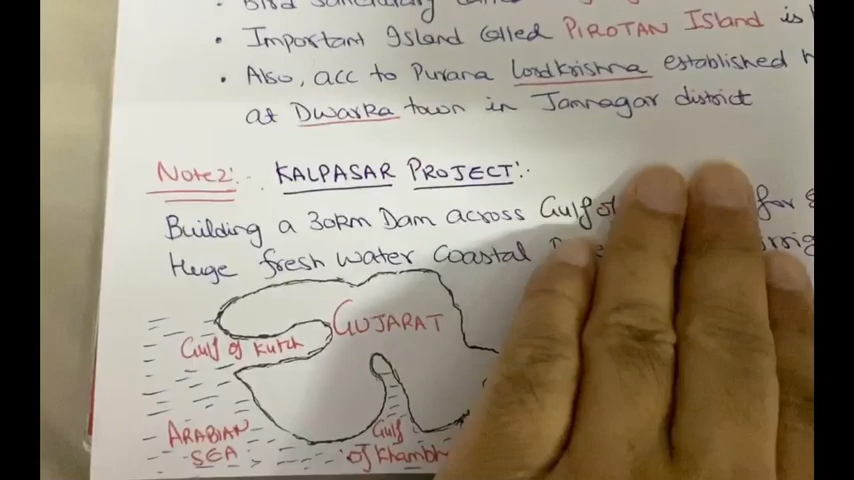 • Important Island called PIROTAN Island is
• Also, acc to Purana Lord Krishna established
at Dwarka town in Jamnagar district
Note2:. KALPASAR PROJECT:.
Building a 30km Dam across Gulf of for
Huge fresh water Coastal
GUJARAT
Gulf of Kutch
ARABIAN
SEA
Gulf
of Khambh